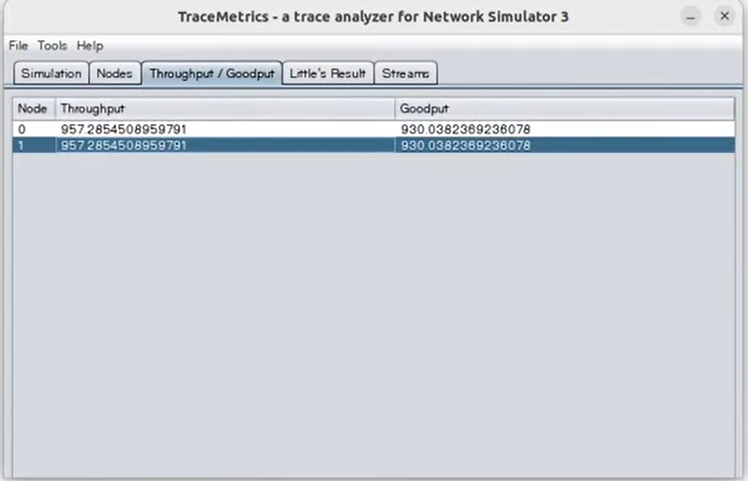 TraceMetrics - a trace analyzer for Network Simulator 3
File Tools Help
Simulation Nodes Throughput / Goodput Little's Result Streams
Node Throughput Goodput
0 957.2854508959791 930.0382369236078
1 957.2854508959791 930.0382369236078